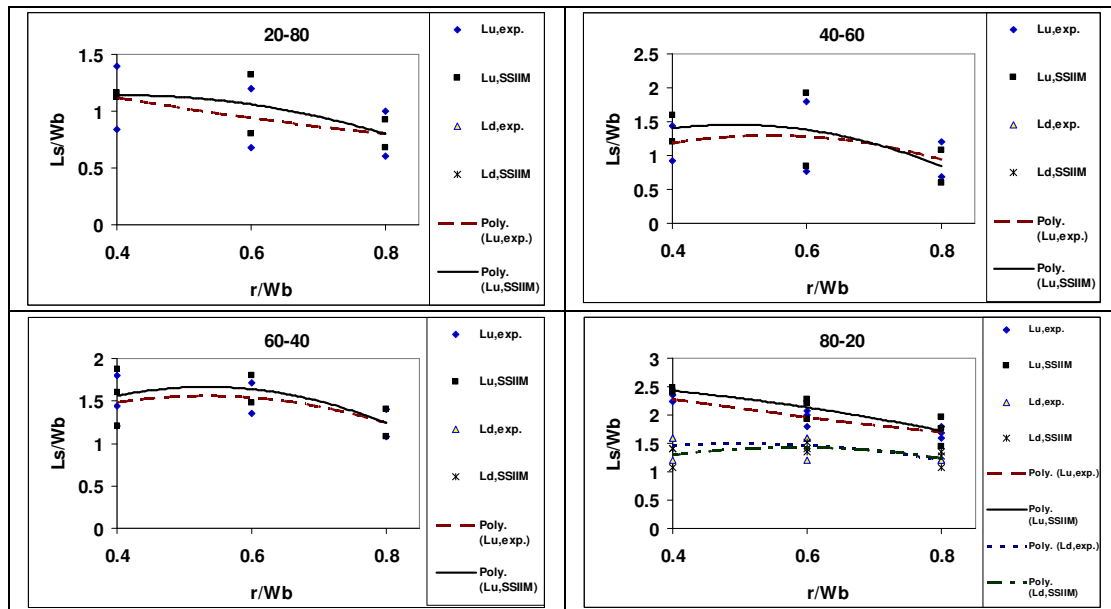 20-80
1.5
1
0.5
0
Ls/Wb
0.4
0.6
0.8
r/Wb
Lu,exp.
Lu,SSIIM
Ld,exp.
Ld,SSIIM
Poly.
(Lu,exp.)
Poly.
(Lu,SSIIM)
40-60
2.5
2
1.5
1
0.5
0
Ls/Wb
0.4
0.6
0.8
r/Wb
Lu,exp.
Lu,SSIIM
Ld,exp.
Ld,SSIIM
Poly.
(Lu,exp.)
Poly.
(Lu,SSIIM)
60-40
2
1.5
1
0.5
0
Ls/Wb
0.4
0.6
0.8
r/Wb
Lu,exp.
Lu,SSIIM
Ld,exp.
Ld,SSIIM
Poly.
(Lu,exp.)
Poly.
(Lu,SSIIM)
80-20
3
2.5
2
1.5
1
0.5
0
Ls/Wb
0.4
0.6
0.8
r/Wb
Lu,exp.
Lu,SSIIM
Ld,exp.
Ld,SSIIM
Poly. (Lu,exp.)
Poly.
(Lu,SSIIM)
Poly. (Ld,exp.)
Poly.
(Ld,SSIIM)